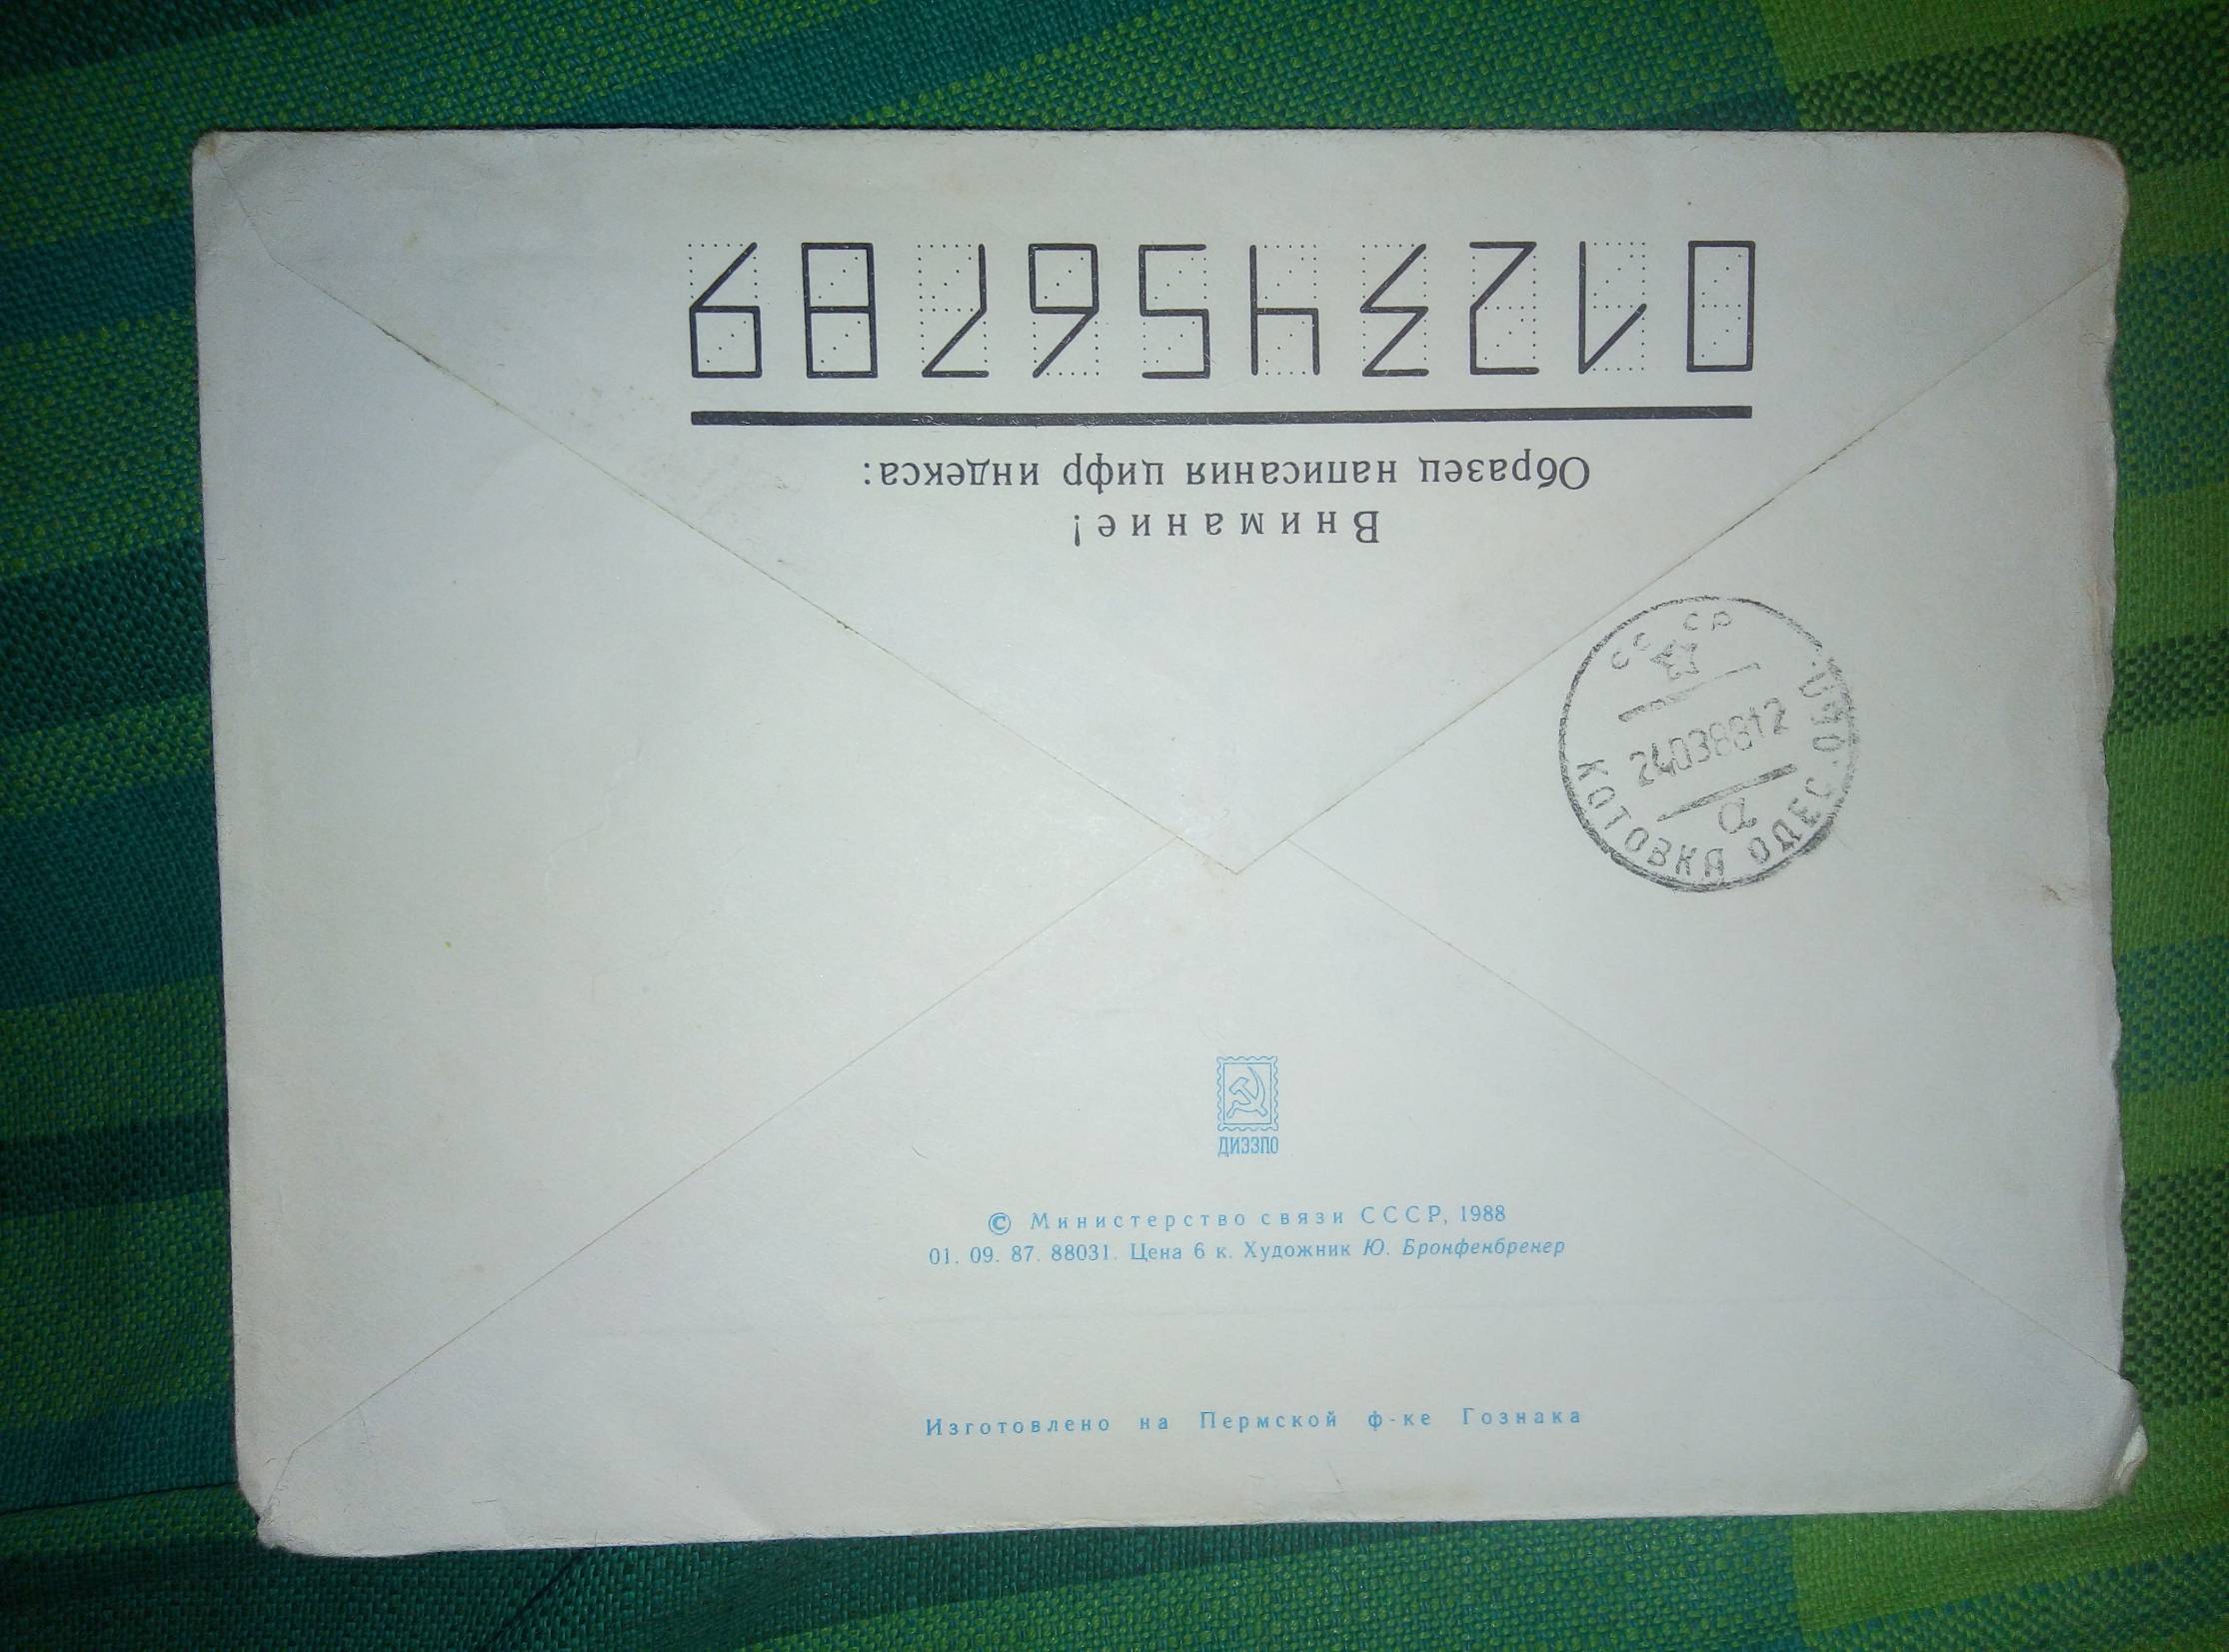 Внимание!
Образец написания цифр индекса:
0123456789
СССР
24038812
а
КОТОВКА ОДЕС. ОБЛ.
ДИЭЗПО
© Министерство связи СССР, 1988
01. 09. 87. 88031. Цена 6 к. Художник Ю. Бронфенбренер
Изготовлено на Пермской ф-ке Гознака